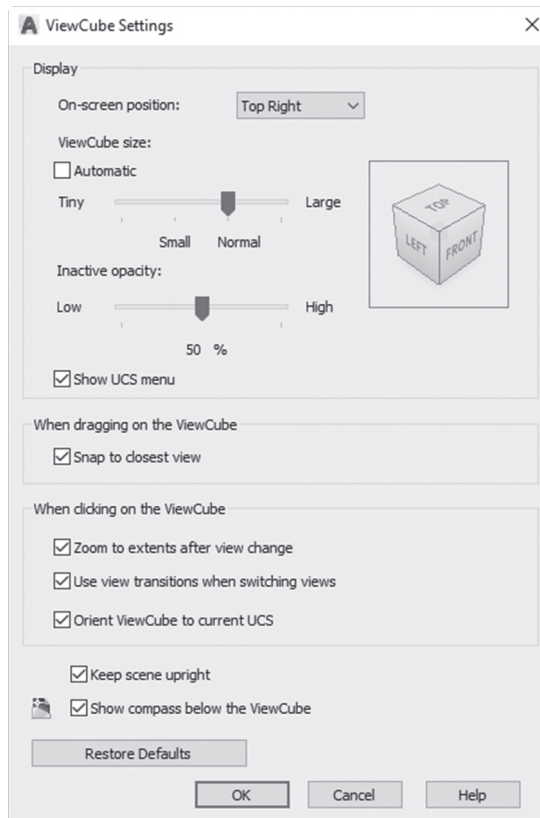 ViewCube Settings
Display
On-screen position:
Top Right
ViewCube size:
Automatic
Tiny
Large
Small
Normal
TOP
LEFT
FRONT
Inactive opacity:
Low
High
50 %
Show UCS menu
When dragging on the ViewCube
Snap to closest view
When clicking on the ViewCube
Zoom to extents after view change
Use view transitions when switching views
Orient ViewCube to current UCS
Keep scene upright
Show compass below the ViewCube
Restore Defaults
OK
Cancel
Help